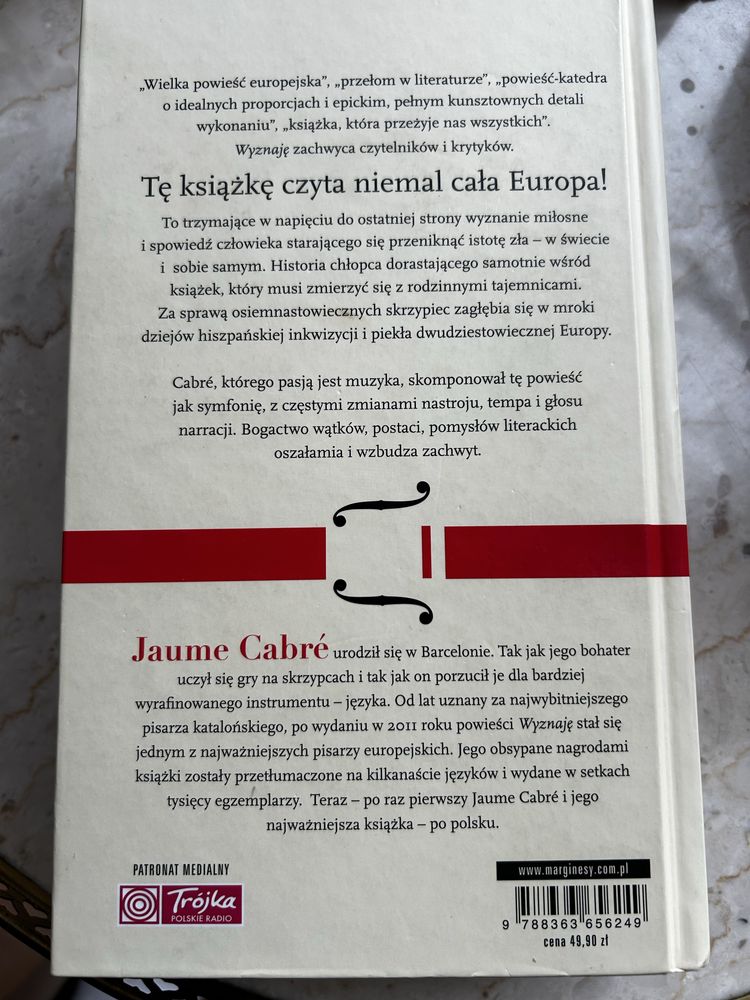 „Wielka powieść europejska”, „przełom w literaturze”, „powieść-katedra
o idealnych proporcjach i epickim, pełnym kunsztownych detali
wykonaniu”, „książka, która przeżyje nas wszystkich”.
Wyznaję zachwyca czytelników i krytyków.
Tę książkę czyta niemal cała Europa!
To trzymające w napięciu do ostatniej strony wyznanie miłosne
i spowiedź człowieka starającego się przeniknąć istotę zła – w świecie
i sobie samym. Historia chłopca dorastającego samotnie wśród
książek, który musi zmierzyć się z rodzinnymi tajemnicami.
Za sprawą osiemnastowiecznych skrzypiec zagłębia się w mroki
dziejów hiszpańskiej inkwizycji i piekła dwudziestowiecznej Europy.
Cabré, którego pasją jest muzyka, skomponował tę powieść
jak symfonię, z częstymi zmianami nastroju, tempa i głosu
narracji. Bogactwo wątków, postaci, pomysłów literackich
oszałamia i wzbudza zachwyt.
Jaume Cabré urodził się w Barcelonie. Tak jak jego bohater
uczył się gry na skrzypcach i tak jak on porzucił je dla bardziej
wyrafinowanego instrumentu – języka. Od lat uznany za najwybitniejszego
pisarza katalońskiego, po wydaniu w 2011 roku powieści Wyznaję stał się
jednym z najważniejszych pisarzy europejskich. Jego obsypane nagrodami
książki zostały przetłumaczone na kilkanaście języków i wydane w setkach
tysięcy egzemplarzy. Teraz – po raz pierwszy Jaume Cabré i jego
najważniejsza książka – po polsku.
PATRONAT MEDIALNY
Trójka
POLSKIE RADIO
www.marginesy.com.pl
9 788363 656249
cena 49,90 zł